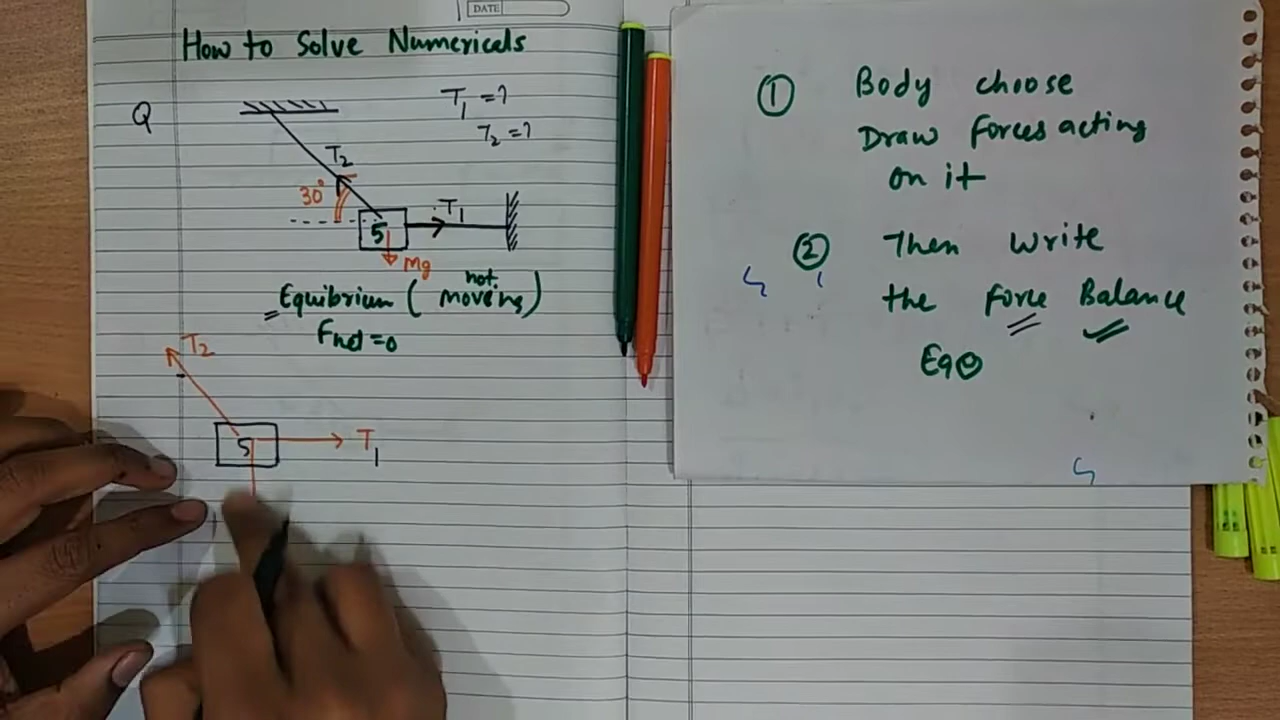 DATE
How to Solve Numericals
Q
T1 =?
T2 =?
T2
30°
T1
5
Mg
Equibrium (not moving)
Fnet =0
T2
5
T1
① Body choose
Draw forces acting
on it
② Then Write
the force Balance
Eqⁿ